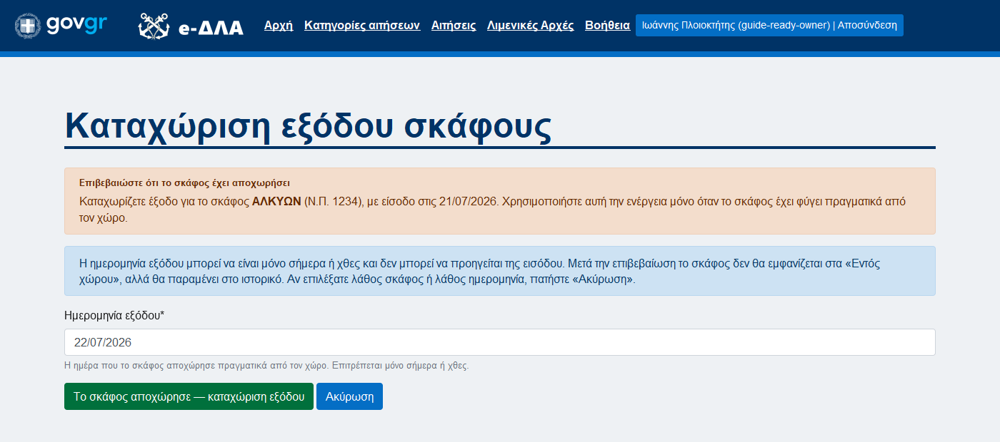 govgr
e-ΔΛΑ
Αρχή Κατηγορίες αιτήσεων Αιτήσεις Λιμενικές Αρχές Βοήθεια Ιωάννης Πλοιοκτήτης (guide-ready-owner) | Αποσύνδεση
Καταχώριση εξόδου σκάφους
Επιβεβαιώστε ότι το σκάφος έχει αποχωρήσει
Καταχωρίζετε έξοδο για το σκάφος ΑΛΚΥΩΝ (Ν.Π. 1234), με είσοδο στις 21/07/2026. Χρησιμοποιήστε αυτή την ενέργεια μόνο όταν το σκάφος έχει φύγει πραγματικά από
τον χώρο.
Η ημερομηνία εξόδου μπορεί να είναι μόνο σήμερα ή χθες και δεν μπορεί να προηγείται της εισόδου. Μετά την επιβεβαίωση το σκάφος δεν θα εμφανίζεται στα «Εντός
χώρου», αλλά θα παραμένει στο ιστορικό. Αν επιλέξατε λάθος σκάφος ή λάθος ημερομηνία, πατήστε «Ακύρωση».
Ημερομηνία εξόδου*
22/07/2026
Η ημέρα που το σκάφος αποχώρησε πραγματικά από τον χώρο. Επιτρέπεται μόνο σήμερα ή χθες.
Το σκάφος αποχώρησε — καταχώριση εξόδου Ακύρωση